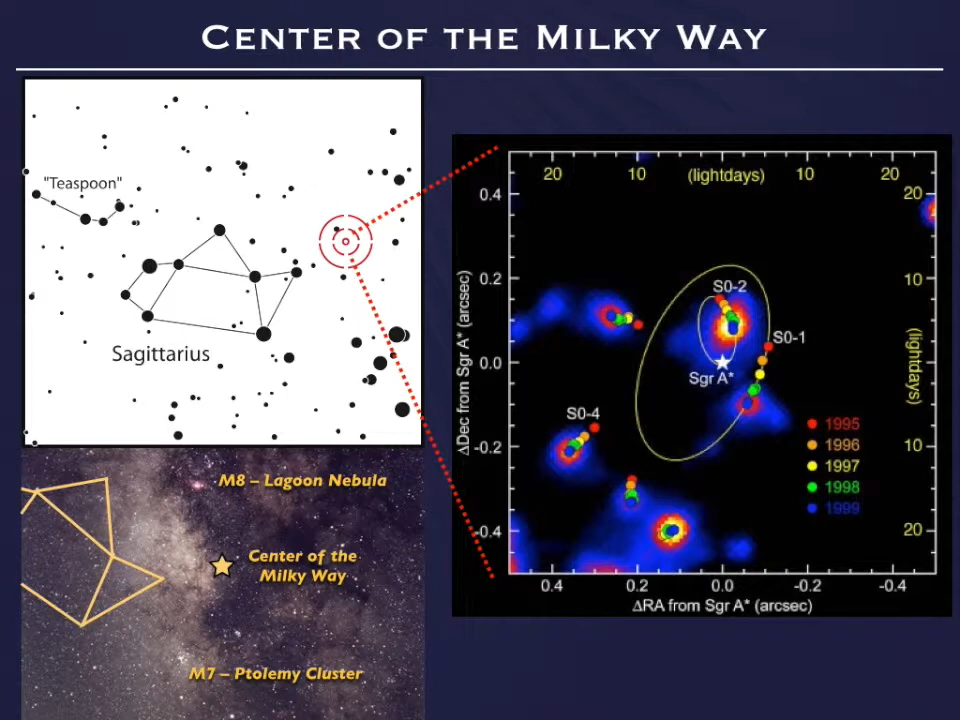 CENTER OF THE MILKY WAY
"Teaspoon"
Sagittarius
M8 – Lagoon Nebula
Center of the
Milky Way
M7 – Ptolemy Cluster
20 10 (lightdays) 10 20
0.4 20
0.2 10
0.0
-0.2 10
-0.4 20
ΔDec from Sgr A* (arcsec)
(lightdays)
S0-2
S0-1
Sgr A*
S0-4
1995
1996
1997
1998
1999
0.4 0.2 0.0 -0.2 -0.4
ΔRA from Sgr A* (arcsec)